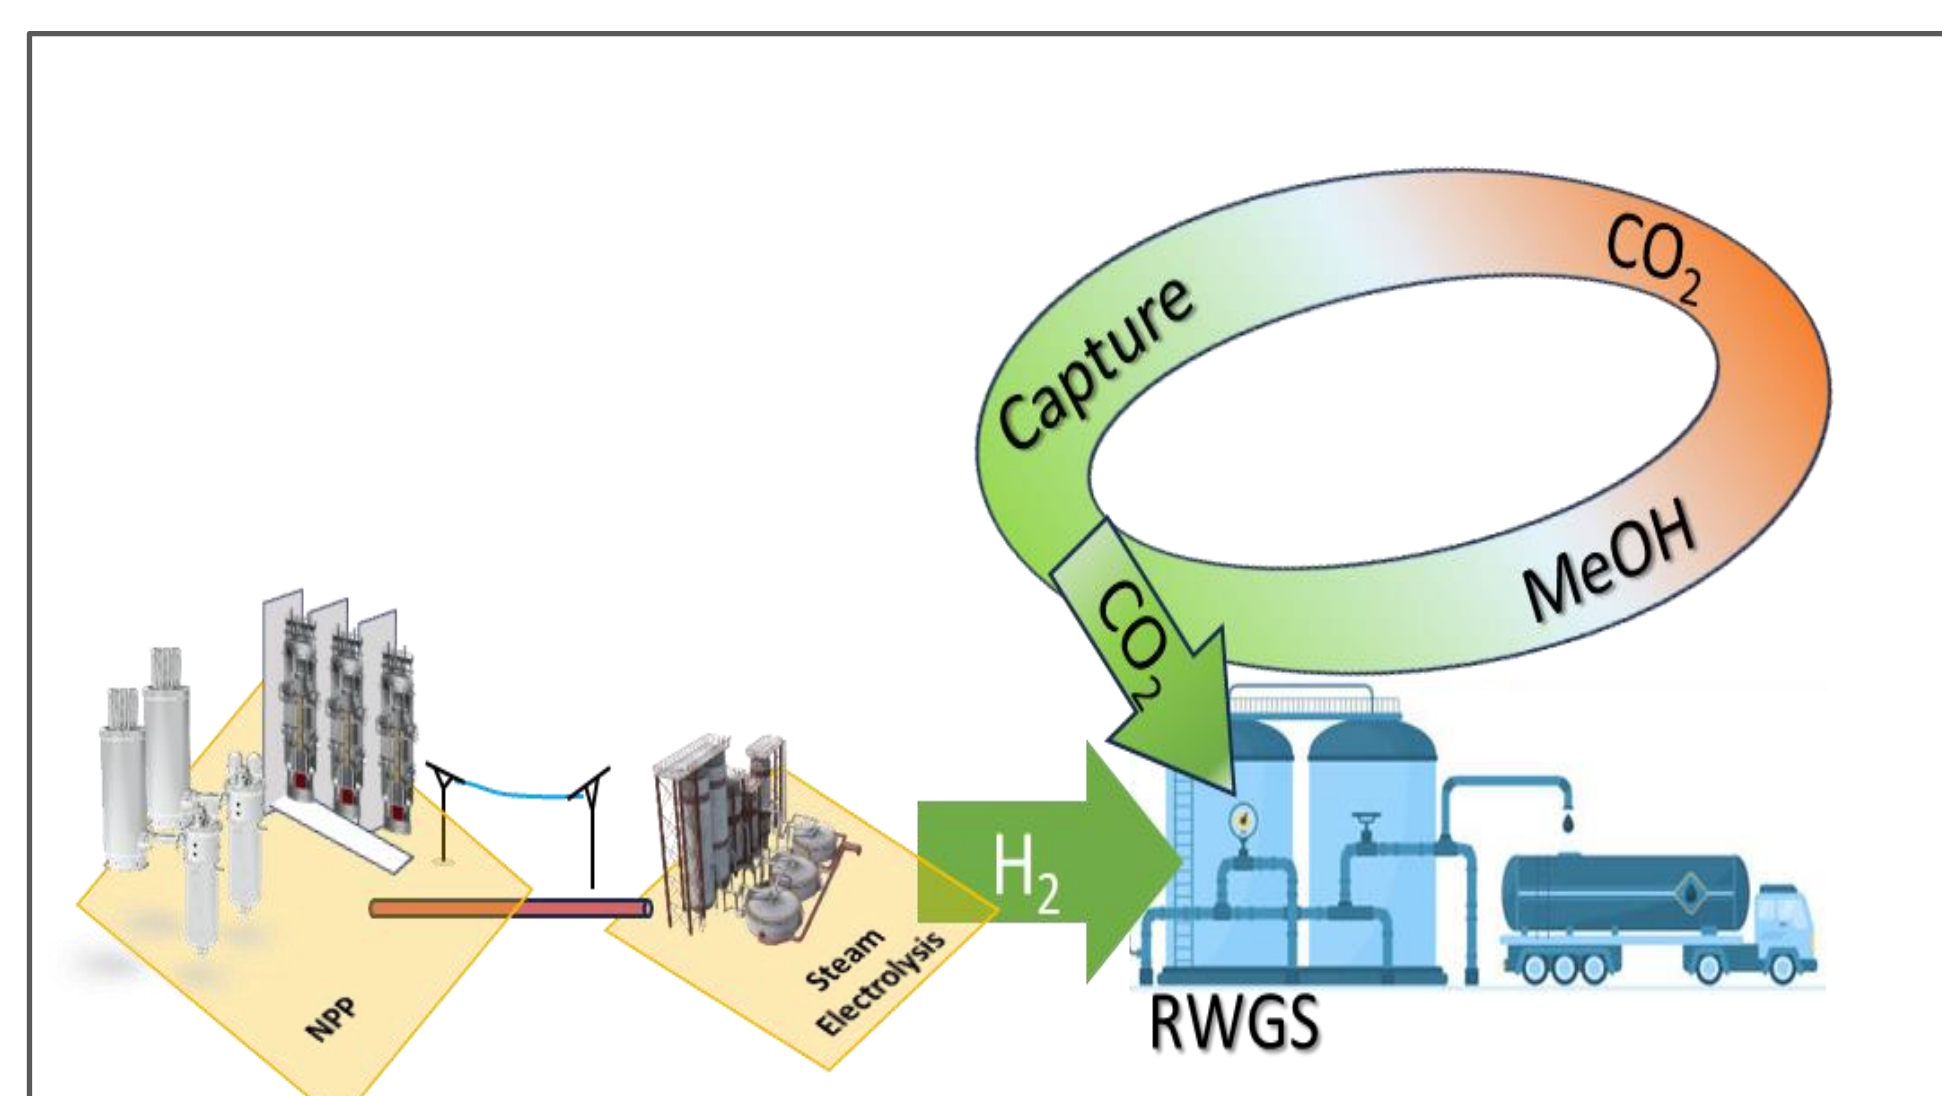 CO₂
Capture
MeOH
CO₂
H₂
Steam
Electrolysis
NPP
RWGS